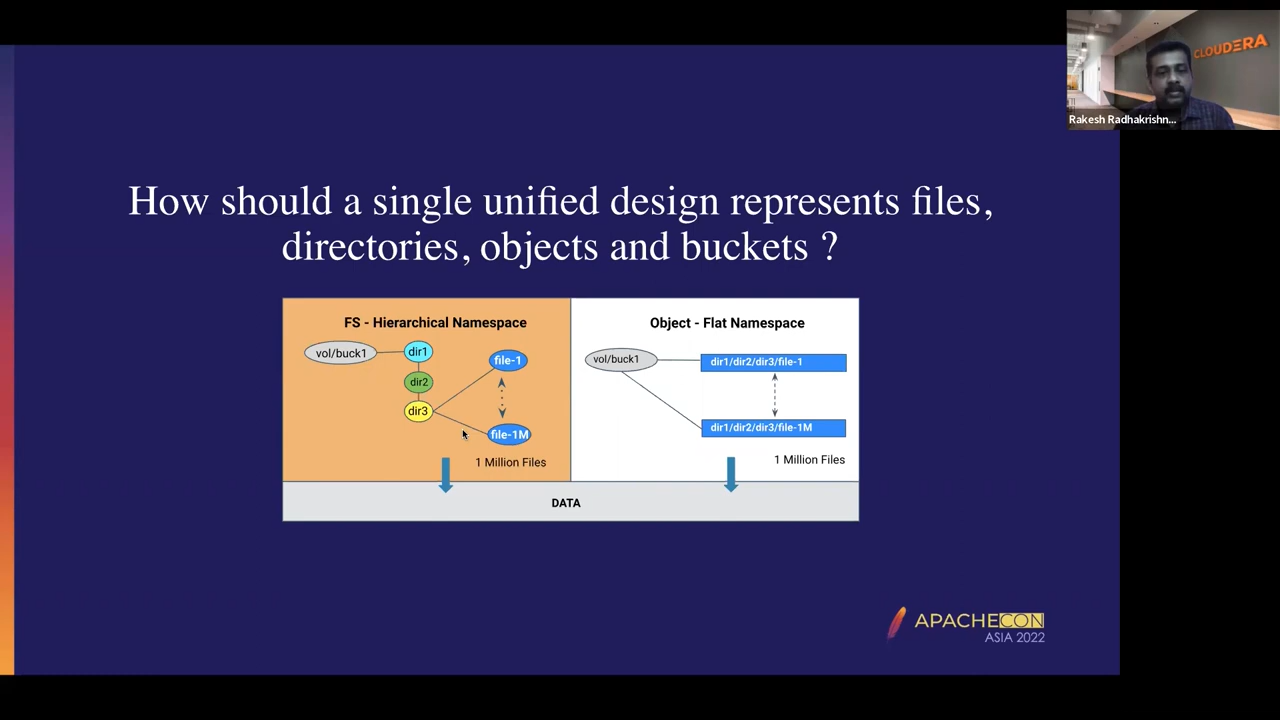 CLOUDERA
Rakesh Radhakrishn...
How should a single unified design represents files,
directories, objects and buckets ?
FS - Hierarchical Namespace
vol/buck1
dir1
dir2
dir3
file-1
file-1M
1 Million Files
Object - Flat Namespace
vol/buck1
dir1/dir2/dir3/file-1
dir1/dir2/dir3/file-1M
1 Million Files
DATA
APACHECON
ASIA 2022